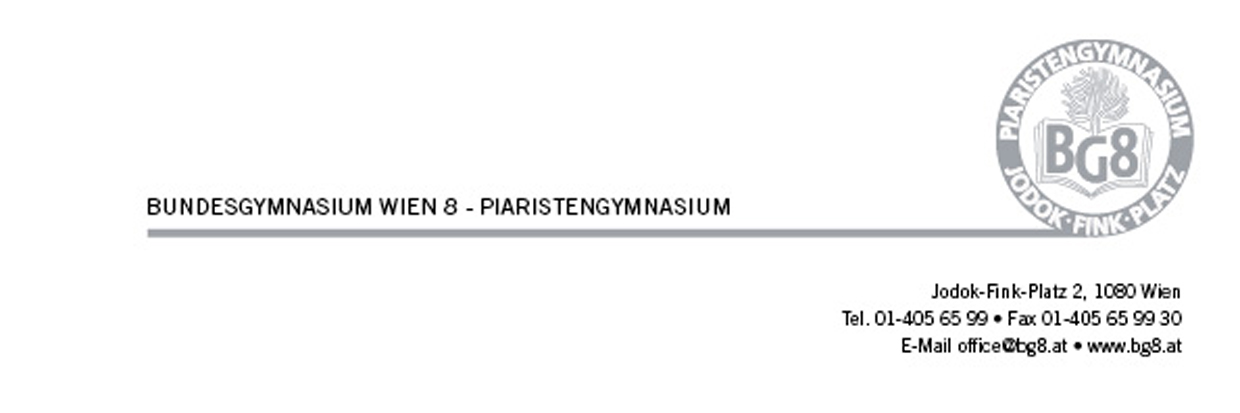 PIARISTENGYMNASIUM
BG8
JODOK·FINK·PLATZ
BUNDESGYMNASIUM WIEN 8 - PIARISTENGYMNASIUM
Jodok-Fink-Platz 2, 1080 Wien
Tel. 01-405 65 99 • Fax 01-405 65 99 30
E-Mail office@bg8.at • www.bg8.at